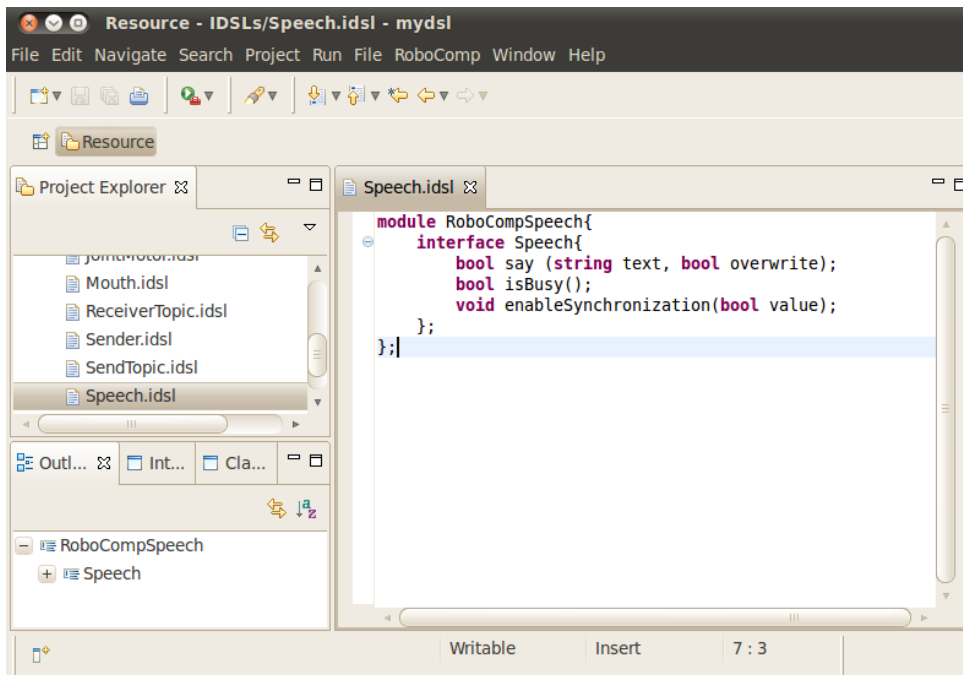 Resource - IDSLs/Speech.idsl - mydsl
File Edit Navigate Search Project Run File RoboComp Window Help
Resource
Project Explorer
JointMotor.idsl
Mouth.idsl
ReceiverTopic.idsl
Sender.idsl
SendTopic.idsl
Speech.idsl
Outl... Int... Cla...
RoboCompSpeech
Speech
Speech.idsl
module RoboCompSpeech{
interface Speech{
bool say (string text, bool overwrite);
bool isBusy();
void enableSynchronization(bool value);
};
};
Writable Insert 7 : 3